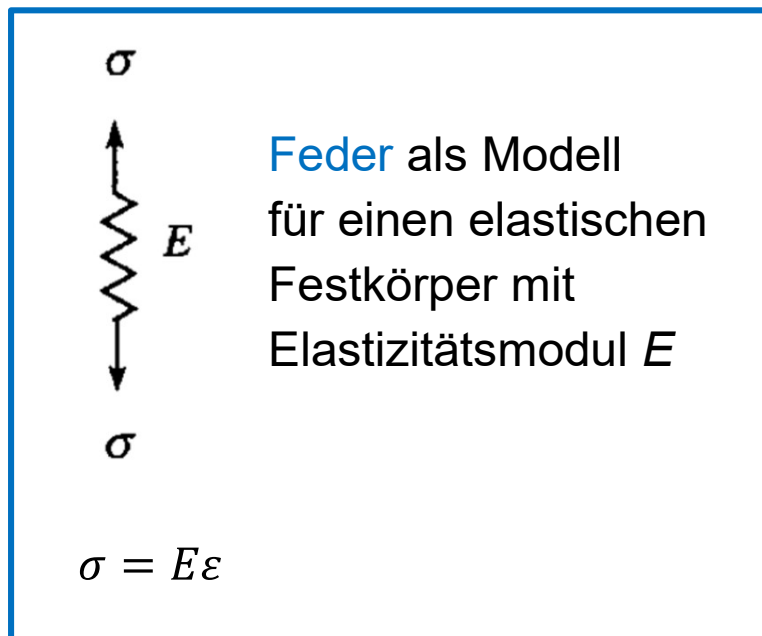 σ
Feder als Modell
für einen elastischen
E
Festkörper mit
Elastizitätsmodul E
σ
σ = Eε